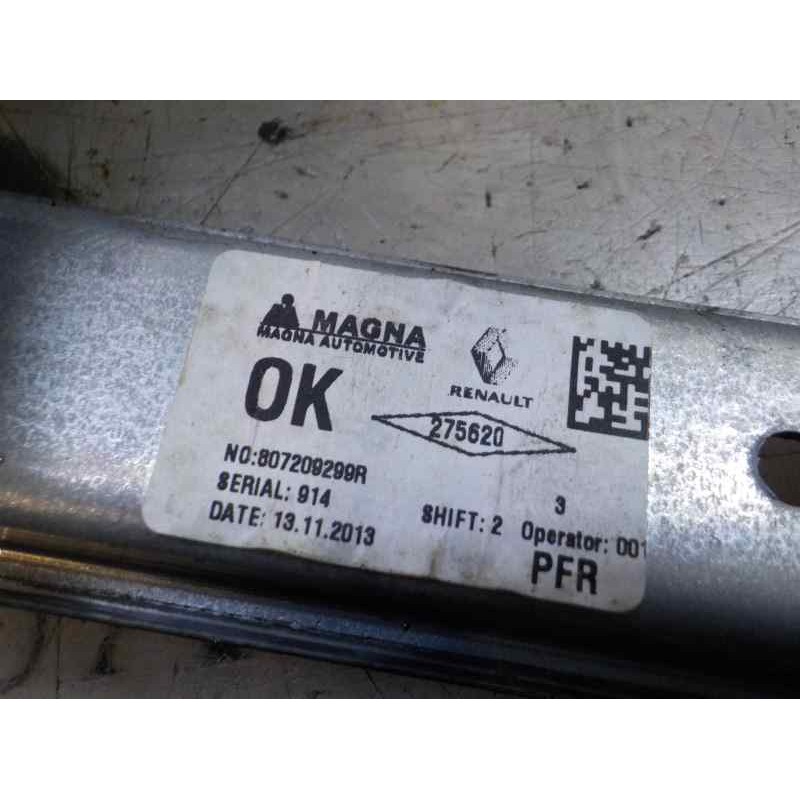 MAGNA
MAGNA AUTOMOTIVE
RENAULT
OK
275620
NO:807209299R
SERIAL: 914
DATE: 13.11.2013
SHIFT: 2
3
Operator: 001
PFR